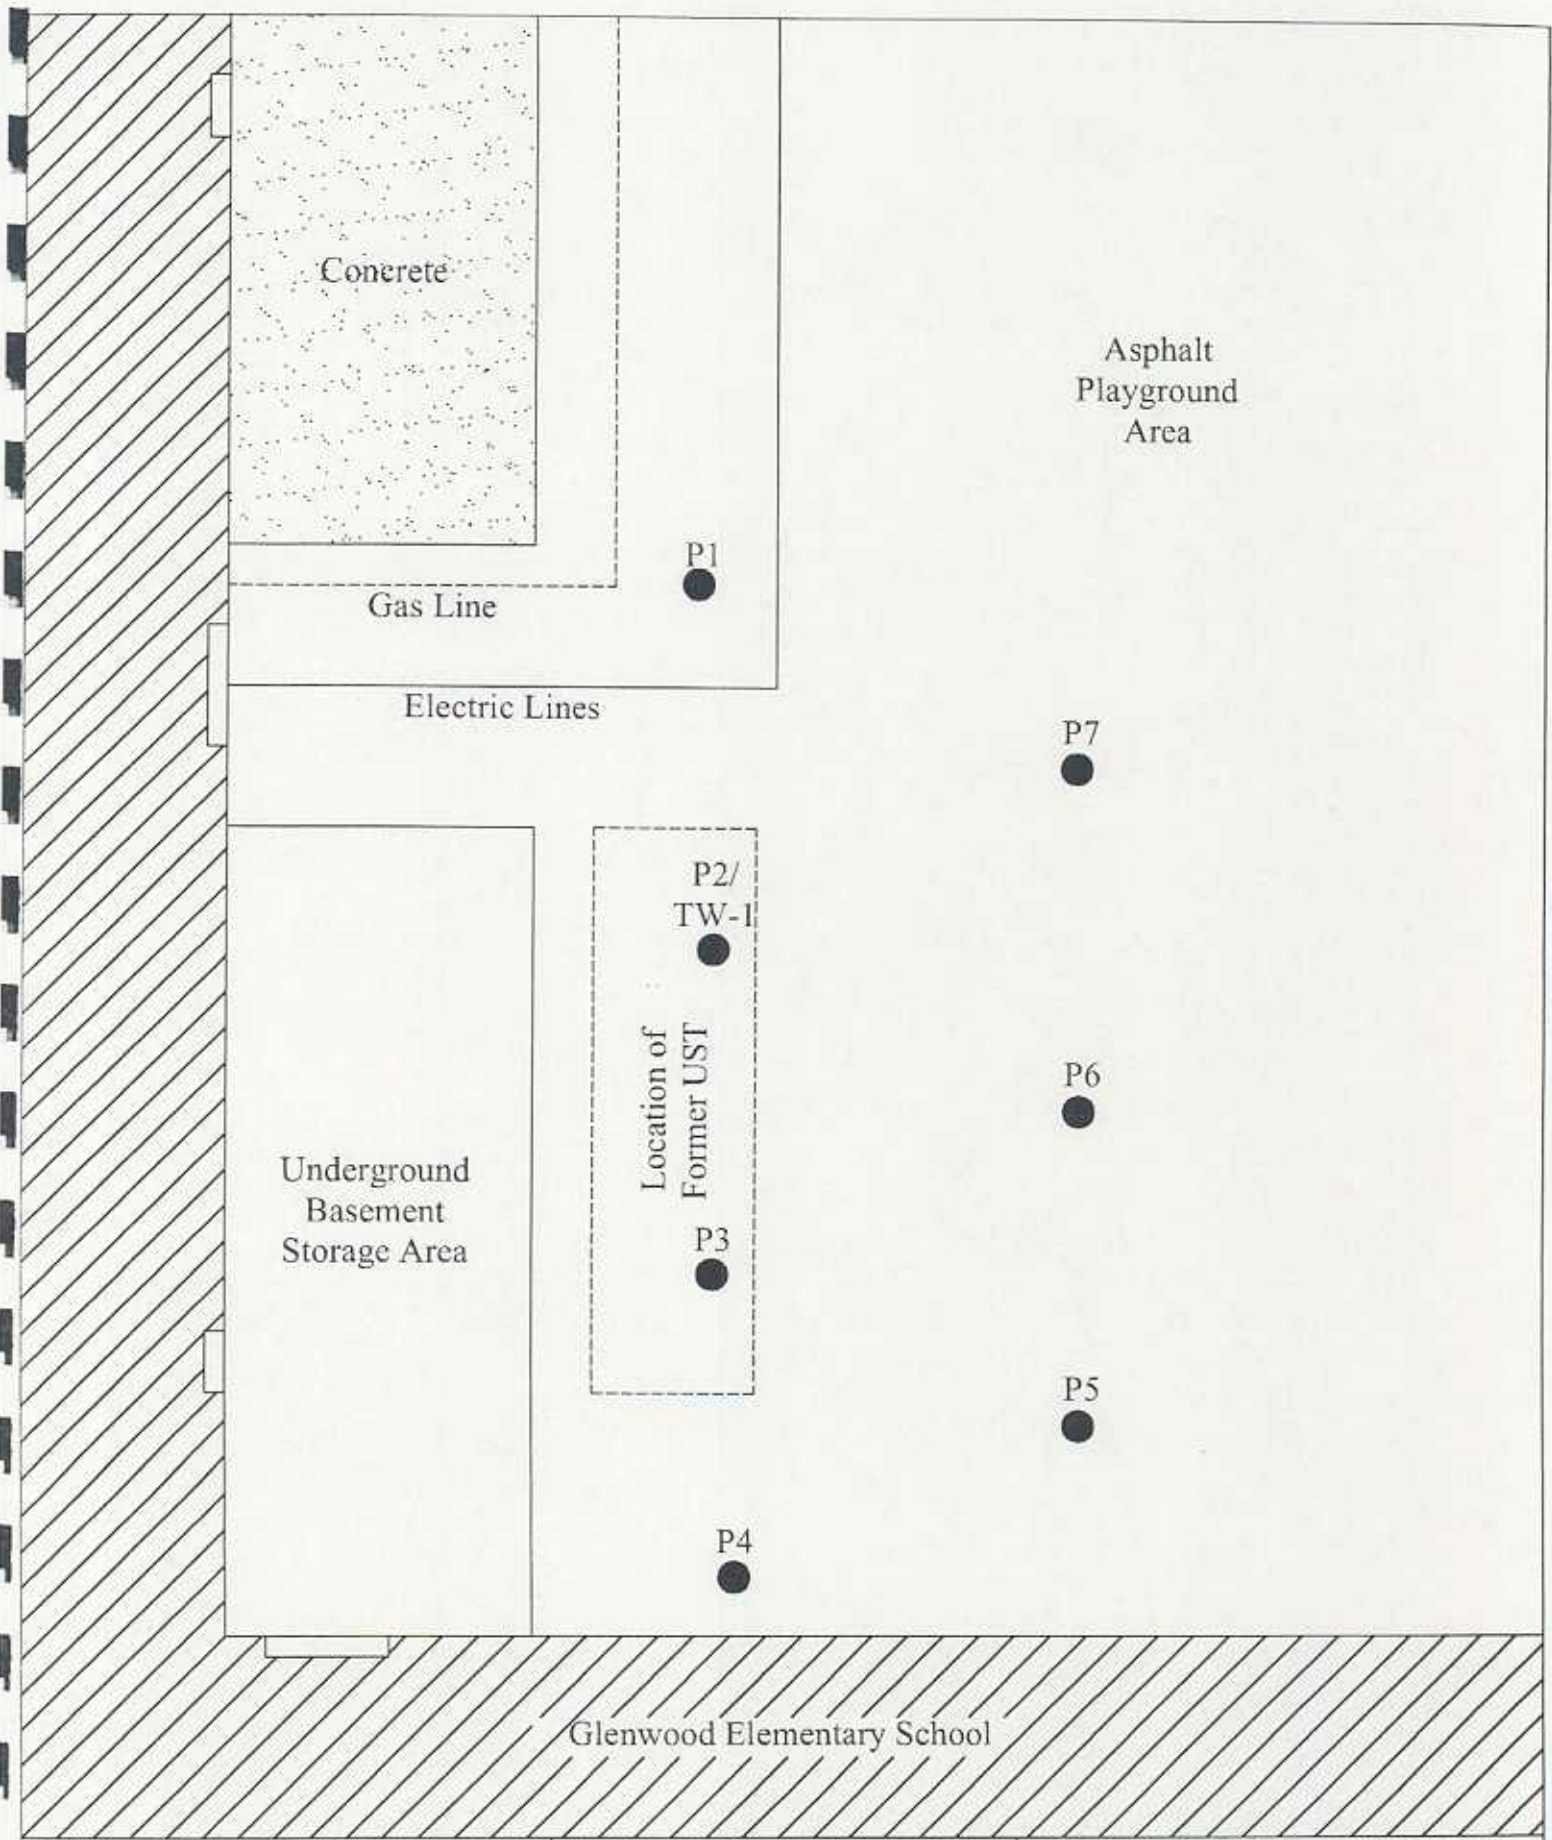 Concrete
Asphalt
Playground
Area
P1
Gas Line
Electric Lines
P7
P2/
TW-1
Location of
Former UST
P6
Underground
Basement
Storage Area
P3
P5
P4
Glenwood Elementary School